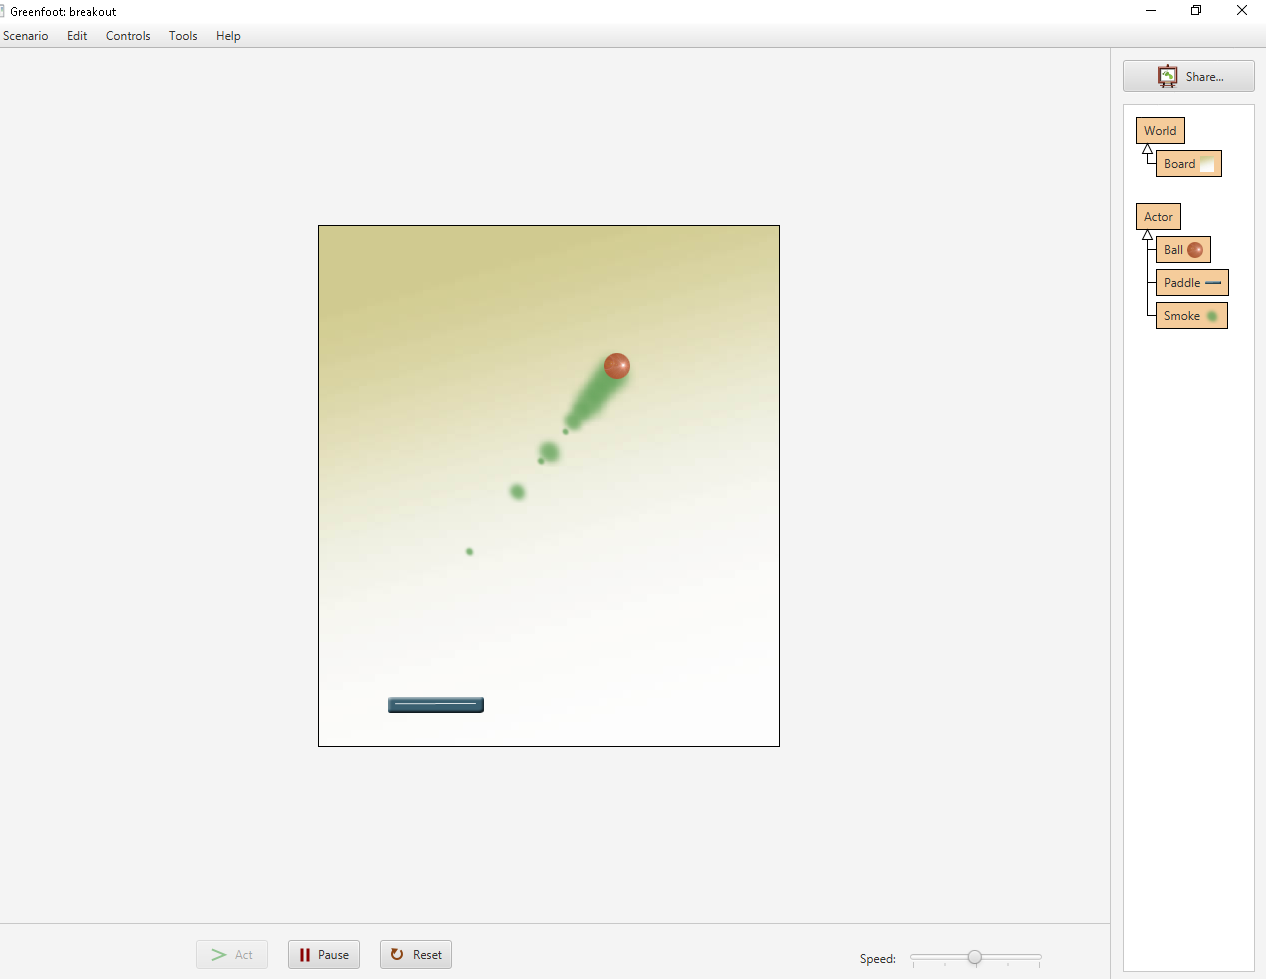 Greenfoot: breakout
Scenario Edit Controls Tools Help
Share...
World
Board
Actor
Ball
Paddle
Smoke
Act Pause Reset Speed: